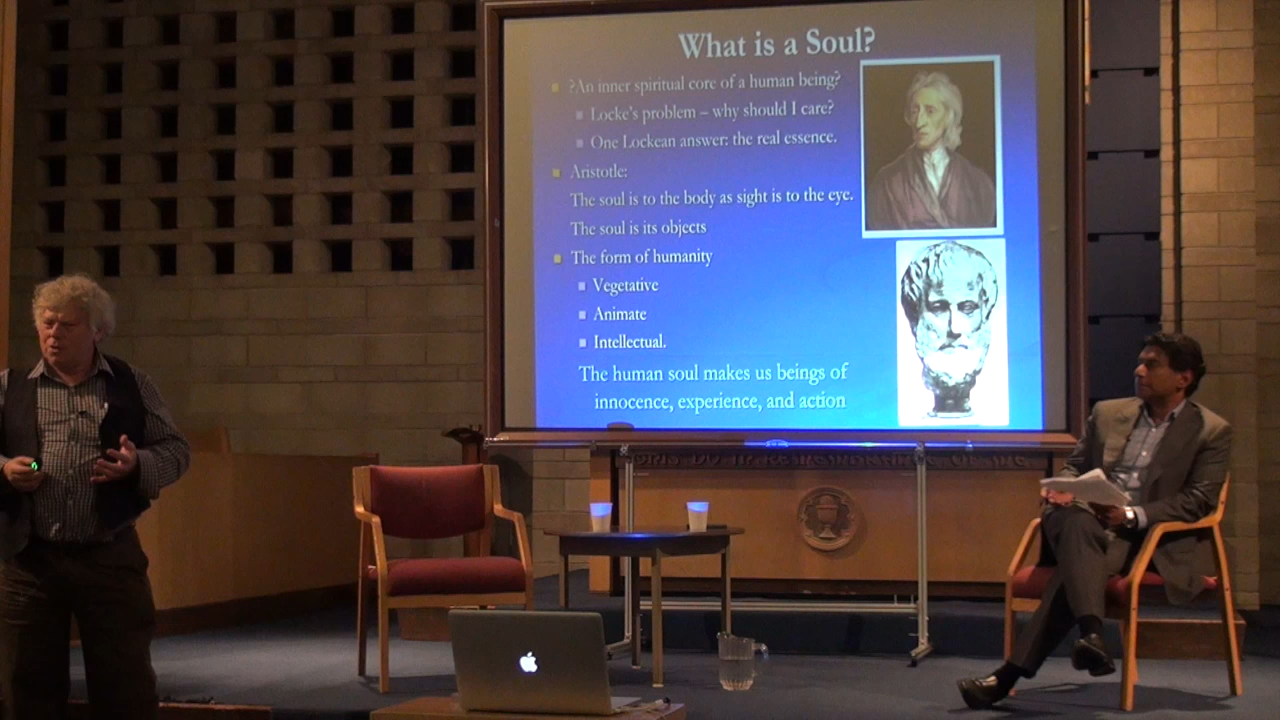 What is a Soul?
?An inner spiritual core of a human being?
Locke's problem – why should I care?
One Lockean answer: the real essence.
Aristotle:
The soul is to the body as sight is to the eye.
The soul is its objects
The form of humanity
Vegetative
Animate
Intellectual.
The human soul makes us beings of
innocence, experience, and action